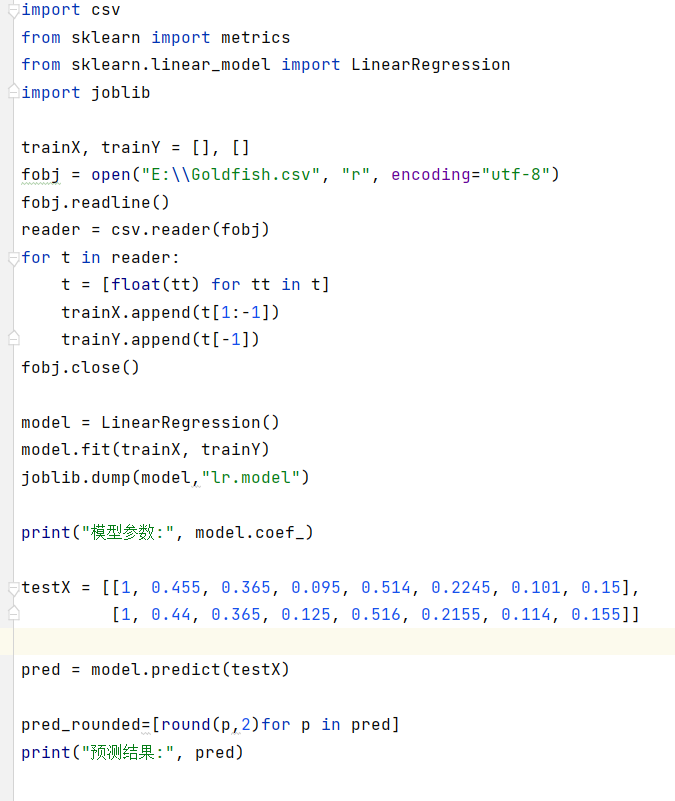 import csv
from sklearn import metrics
from sklearn.linear_model import LinearRegression
import joblib
trainX, trainY = [], []
fobj = open("E:\\Goldfish.csv", "r", encoding="utf-8")
fobj.readline()
reader = csv.reader(fobj)
for t in reader:
    t = [float(tt) for tt in t]
    trainX.append(t[1:-1])
    trainY.append(t[-1])
fobj.close()
model = LinearRegression()
model.fit(trainX, trainY)
joblib.dump(model,"lr.model")
print("模型参数:", model.coef_)
testX = [[1, 0.455, 0.365, 0.095, 0.514, 0.2245, 0.101, 0.15],
         [1, 0.44, 0.365, 0.125, 0.516, 0.2155, 0.114, 0.155]]
pred = model.predict(testX)
pred_rounded=[round(p,2)for p in pred]
print("预测结果:", pred)